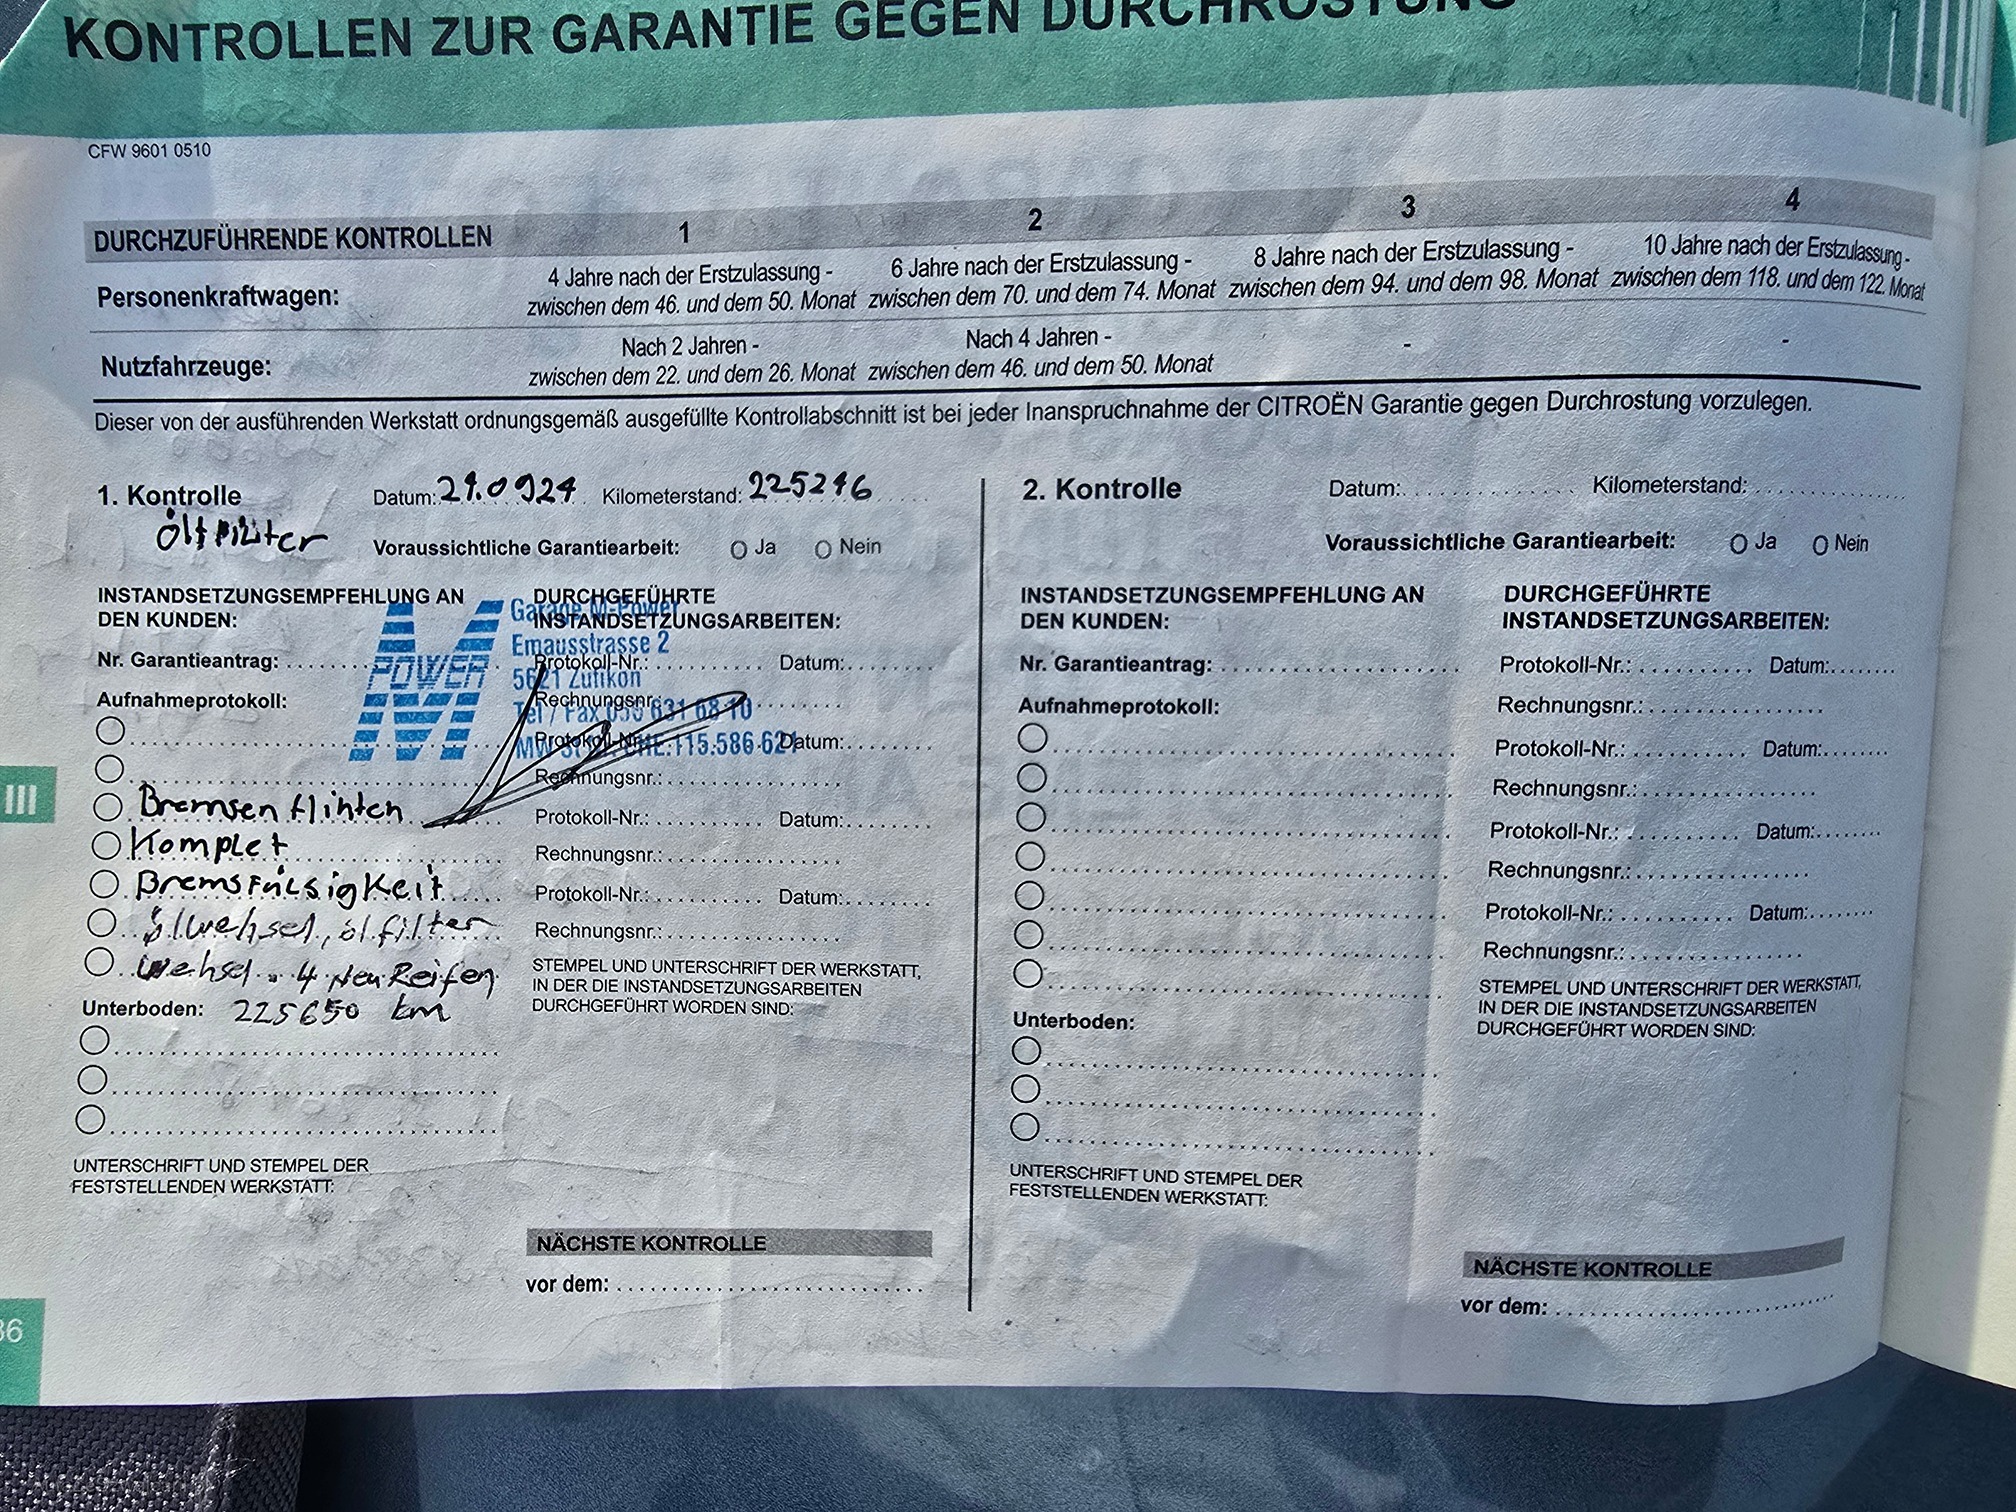 KONTROLLEN ZUR GARANTIE GEGEN DURCHROSTUNG
CFW 9601 0510
DURCHZUFÜHRENDE KONTROLLEN 1 2 3 4
Personenkraftwagen:
4 Jahre nach der Erstzulassung - 6 Jahre nach der Erstzulassung - 8 Jahre nach der Erstzulassung - 10 Jahre nach der Erstzulassung -
zwischen dem 46. und dem 50. Monat zwischen dem 70. und dem 74. Monat zwischen dem 94. und dem 98. Monat zwischen dem 118. und dem 122. Monat
Nutzfahrzeuge:
Nach 2 Jahren - Nach 4 Jahren - - -
zwischen dem 22. und dem 26. Monat zwischen dem 46. und dem 50. Monat
Dieser von der ausführenden Werkstatt ordnungsgemäß ausgefüllte Kontrollabschnitt ist bei jeder Inanspruchnahme der CITROËN Garantie gegen Durchrostung vorzulegen.
1. Kontrolle Datum: Kilometerstand:
Voraussichtliche Garantiearbeit: Ja Nein
INSTANDSETZUNGSEMPFEHLUNG AN
DEN KUNDEN:
Nr. Garantieantrag:
Aufnahmeprotokoll:
Bremsen
Komplet
ölwehsel, ölfilter
Wehsel. 4 Neu Reifen
Unterboden: 225650 km
UNTERSCHRIFT UND STEMPEL DER
FESTSTELLENDEN WERKSTATT:
DURCHGEFÜHRTE
INSTANDSETZUNGSARBEITEN:
Garage M-Power
Emausstrasse 2
5621 Zufikon
Tel / Fax 056 631 68 10
M
POWER
Protokoll-Nr.: Datum:
Rechnungsnr.:
Protokoll-Nr.: Datum:
Rechnungsnr.:
Protokoll-Nr.: Datum:
Rechnungsnr.:
Protokoll-Nr.: Datum:
Rechnungsnr.:
STEMPEL UND UNTERSCHRIFT DER WERKSTATT,
IN DER DIE INSTANDSETZUNGSARBEITEN
DURCHGEFÜHRT WORDEN SIND:
NÄCHSTE KONTROLLE
vor dem:
2. Kontrolle Datum: Kilometerstand:
Voraussichtliche Garantiearbeit: Ja Nein
INSTANDSETZUNGSEMPFEHLUNG AN
DEN KUNDEN:
Nr. Garantieantrag:
Aufnahmeprotokoll:
Unterboden:
UNTERSCHRIFT UND STEMPEL DER
FESTSTELLENDEN WERKSTATT:
DURCHGEFÜHRTE
INSTANDSETZUNGSARBEITEN:
Protokoll-Nr.: Datum:
Rechnungsnr.:
Protokoll-Nr.: Datum:
Rechnungsnr.:
Protokoll-Nr.: Datum:
Rechnungsnr.:
Protokoll-Nr.: Datum:
Rechnungsnr.:
STEMPEL UND UNTERSCHRIFT DER WERKSTATT,
IN DER DIE INSTANDSETZUNGSARBEITEN
DURCHGEFÜHRT WORDEN SIND:
NÄCHSTE KONTROLLE
vor dem:
III